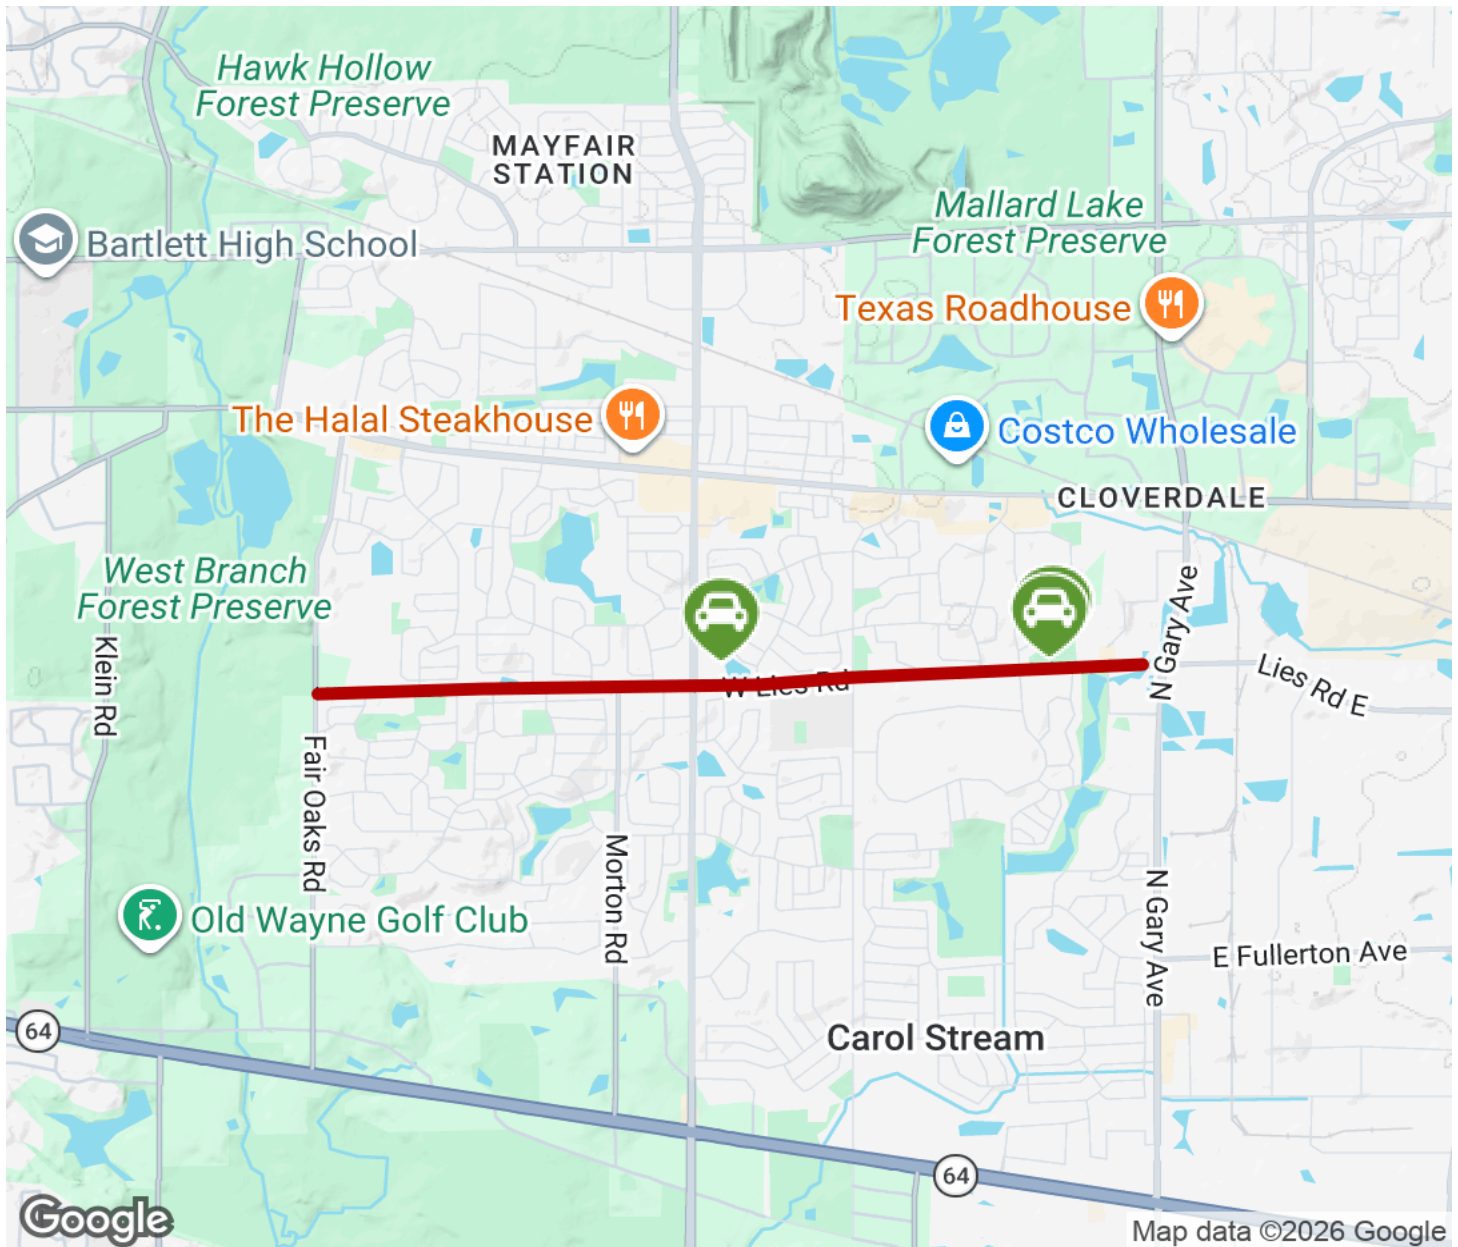 Hawk Hollow
Forest Preserve
MAYFAIR
STATION
Mallard Lake
Forest Preserve
Bartlett High School
Texas Roadhouse
The Halal Steakhouse
Costco Wholesale
CLOVERDALE
West Branch
Forest Preserve
Klein Rd
N Gary Ave
Lies Rd E
W Lies Rd
Fair Oaks Rd
Morton Rd
N Gary Ave
Old Wayne Golf Club
E Fullerton Ave
64
Carol Stream
64
Google
Map data ©2026 Google